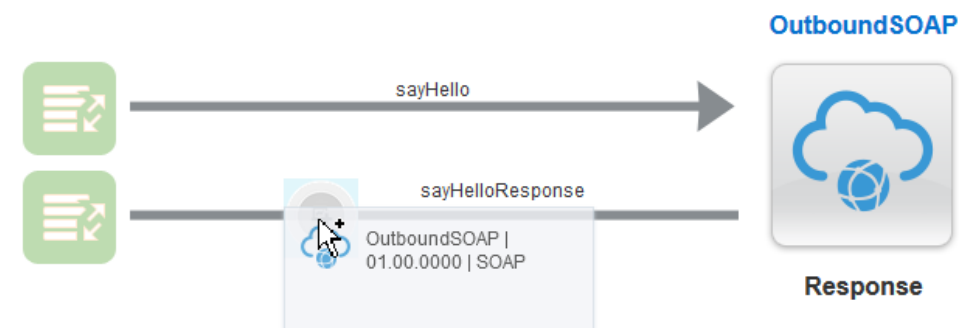 OutboundSOAP
sayHello
sayHelloResponse
OutboundSOAP |
01.00.0000 | SOAP
Response